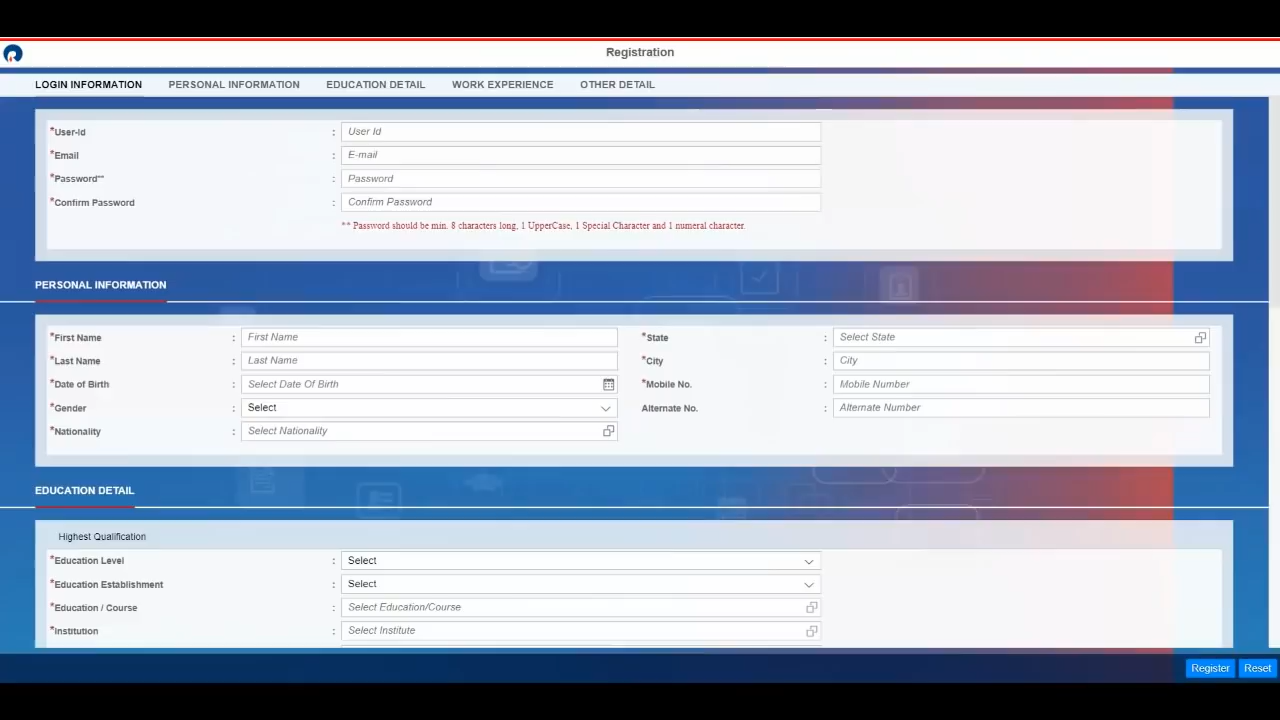 Registration
LOGIN INFORMATION PERSONAL INFORMATION EDUCATION DETAIL WORK EXPERIENCE OTHER DETAIL
*User-Id : User Id
*Email : E-mail
*Password** : Password
*Confirm Password : Confirm Password
** Password should be min. 8 characters long, 1 UpperCase, 1 Special Character and 1 numeral character.
PERSONAL INFORMATION
*First Name : First Name *State : Select State
*Last Name : Last Name *City : City
*Date of Birth : Select Date Of Birth *Mobile No. : Mobile Number
*Gender : Select Alternate No. : Alternate Number
*Nationality : Select Nationality
EDUCATION DETAIL
Highest Qualification
*Education Level : Select
*Education Establishment : Select
*Education / Course : Select Education/Course
*Institution : Select Institute
Register Reset